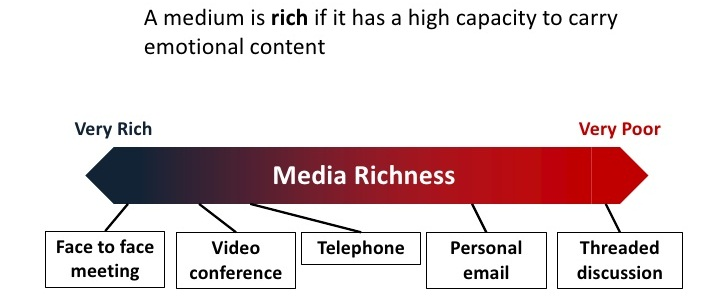 A medium is rich if it has a high capacity to carry
emotional content
Very Rich
Very Poor
Media Richness
Face to face
meeting
Video
conference
Telephone
Personal
email
Threaded
discussion